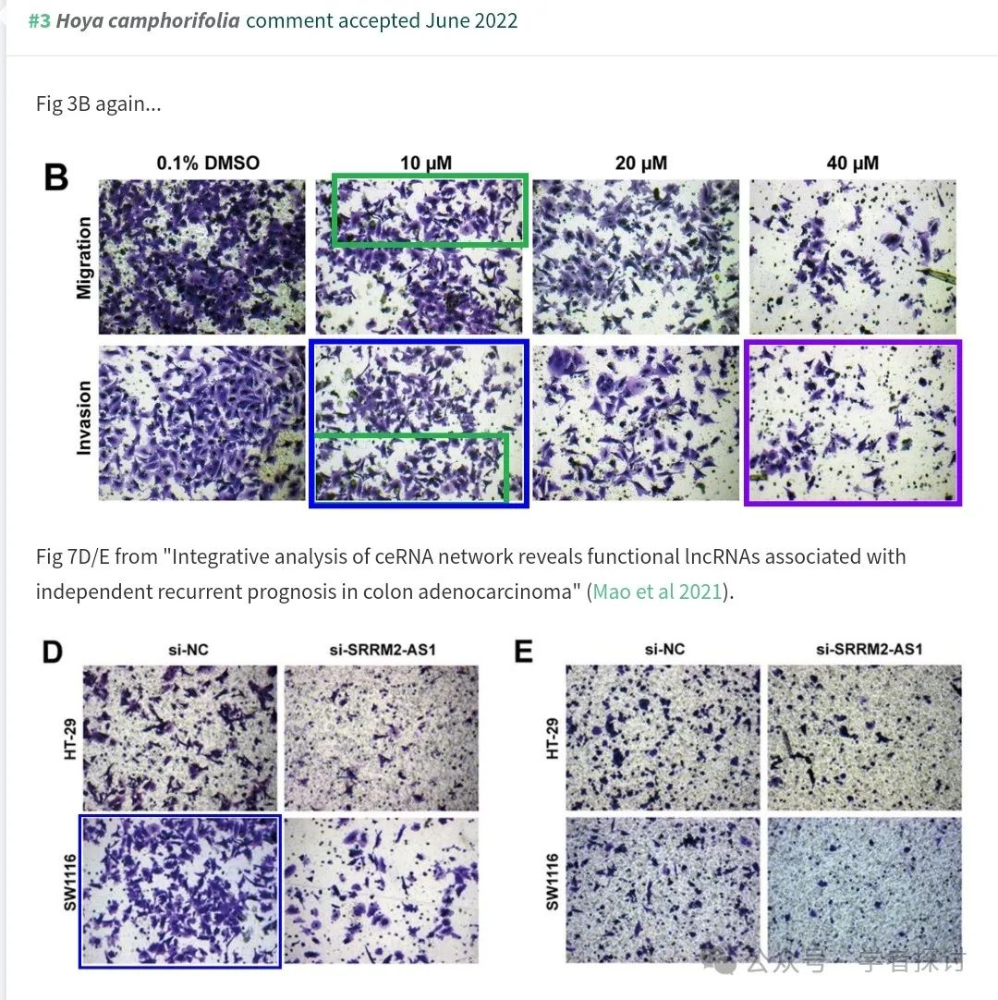 #3 Hoya camphorifolia comment accepted June 2022
Fig 3B again...
B
0.1% DMSO 10 µM 20 µM 40 µM
Migration
Invasion
Fig 7D/E from "Integrative analysis of ceRNA network reveals functional lncRNAs associated with
independent recurrent prognosis in colon adenocarcinoma" (Mao et al 2021).
D si-NC si-SRRM2-AS1 E si-NC si-SRRM2-AS1
HT-29 HT-29
SW1116 SW1116
公众号 学者探讨